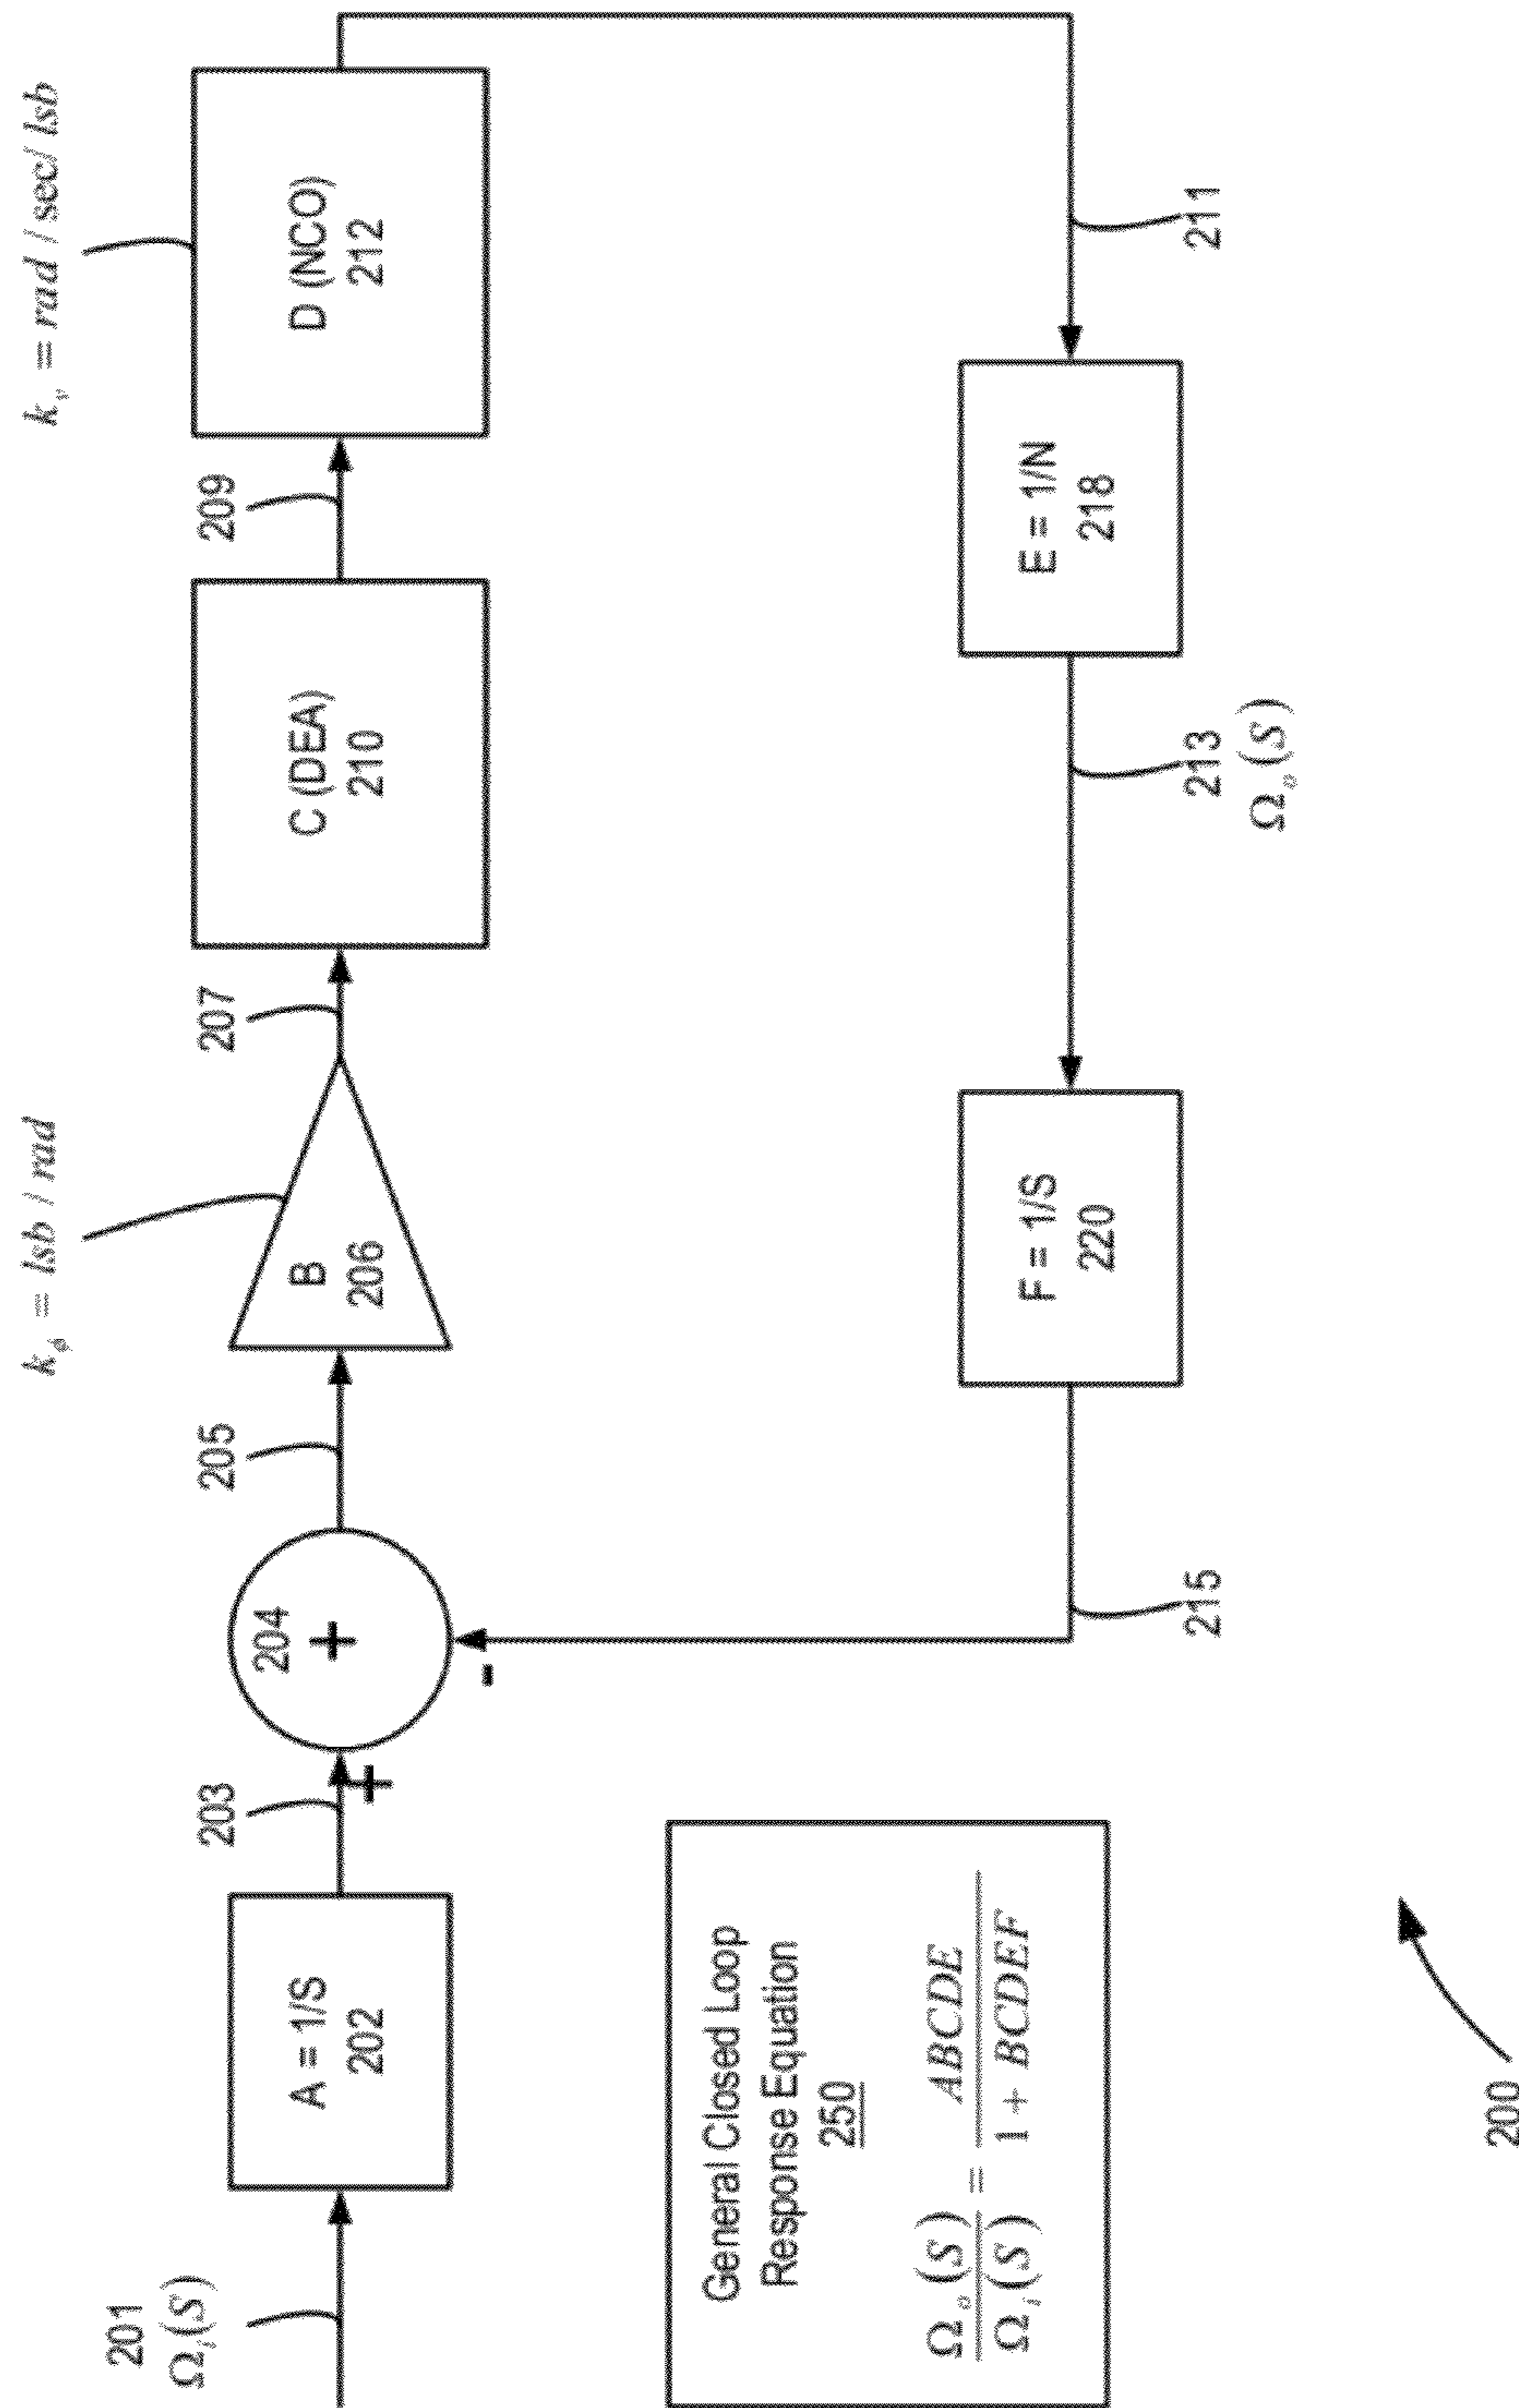 k_φ = lsb / rad
k_v = rad / sec/ lsb
201
Ω_i(S)
203
205
207
209
A = 1/S
202
204
+
+
-
B
206
C (DEA)
210
D (NCO)
212
General Closed Loop
Response Equation
250
Ω_o(S) / Ω_i(S) = ABCDE / 1 + BCDEF
F = 1/S
220
E = 1/N
218
215
213
Ω_o(S)
211
200